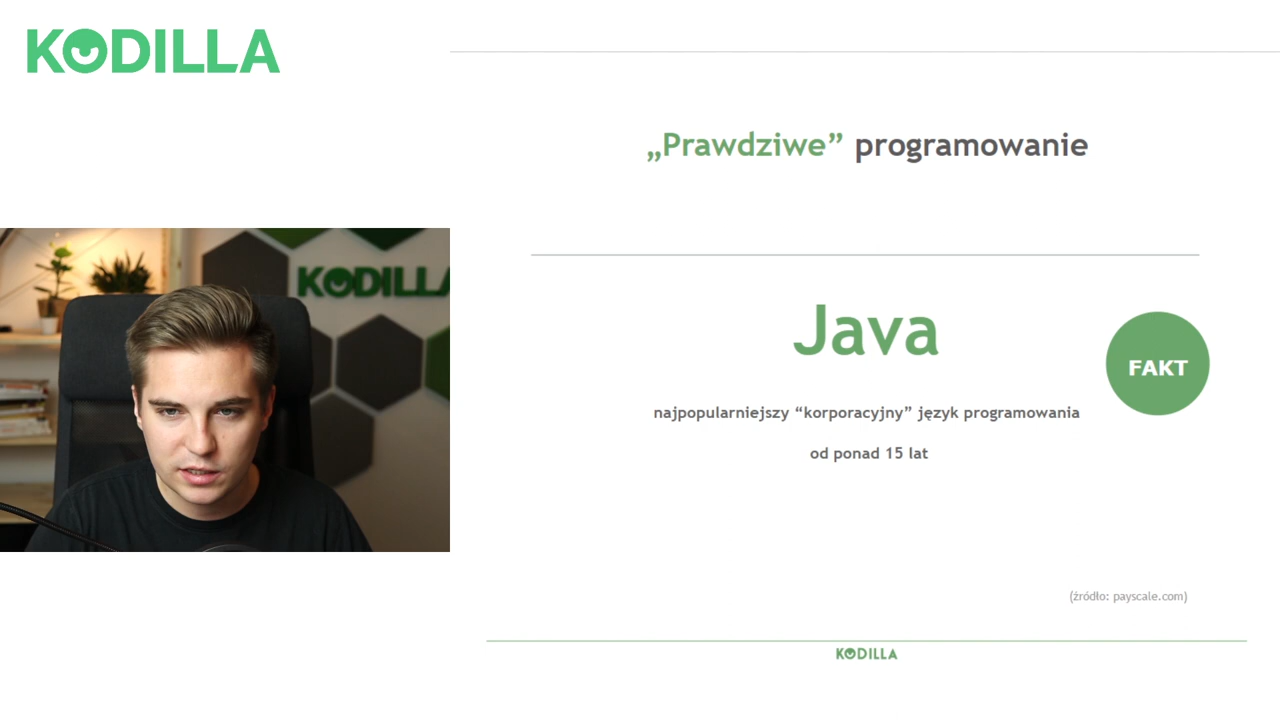 KODILLA
„Prawdziwe” programowanie
KODILLA
Java
FAKT
najpopularniejszy “korporacyjny” język programowania
od ponad 15 lat
(źródło: payscale.com)
KODILLA